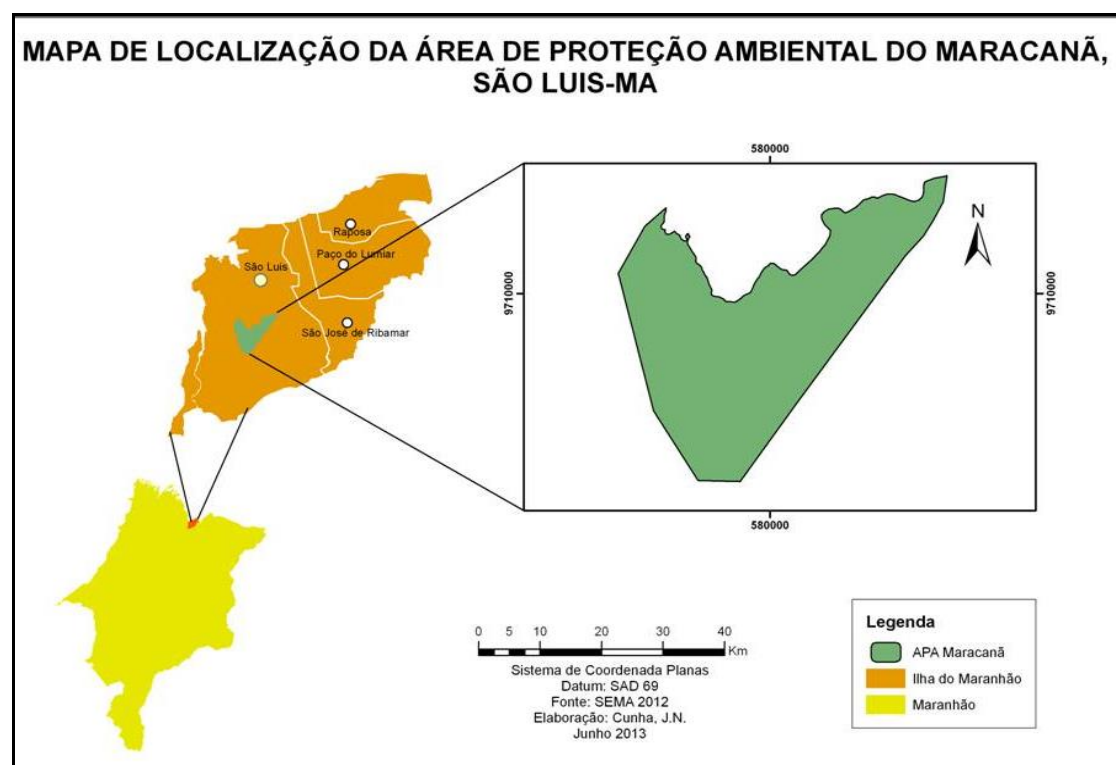 MAPA DE LOCALIZAÇÃO DA ÁREA DE PROTEÇÃO AMBIENTAL DO MARACANÃ,
SÃO LUIS-MA
580000
N
Raposa
Paço do Lumiar
São Luis
9710000
9710000
São José de Ribamar
580000
0 5 10 20 30 40
Km
Sistema de Coordenada Planas
Datum: SAD 69
Fonte: SEMA 2012
Elaboração: Cunha, J.N.
Junho 2013
Legenda
APA Maracanã
Ilha do Maranhão
Maranhão